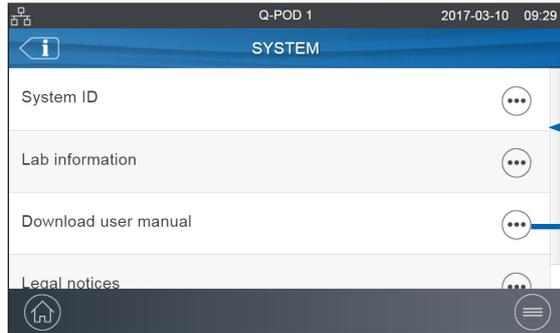 Q-POD 1 2017-03-10 09:29
i SYSTEM
System ID
Lab information
Download user manual
Legal notices